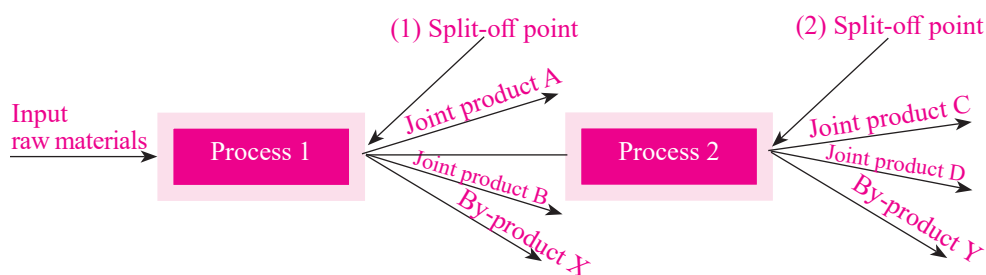 (1) Split-off point
(2) Split-off point
Input
raw materials
Process 1
Joint product A
Joint product B
By-product X
Process 2
Joint product C
Joint product D
By-product Y